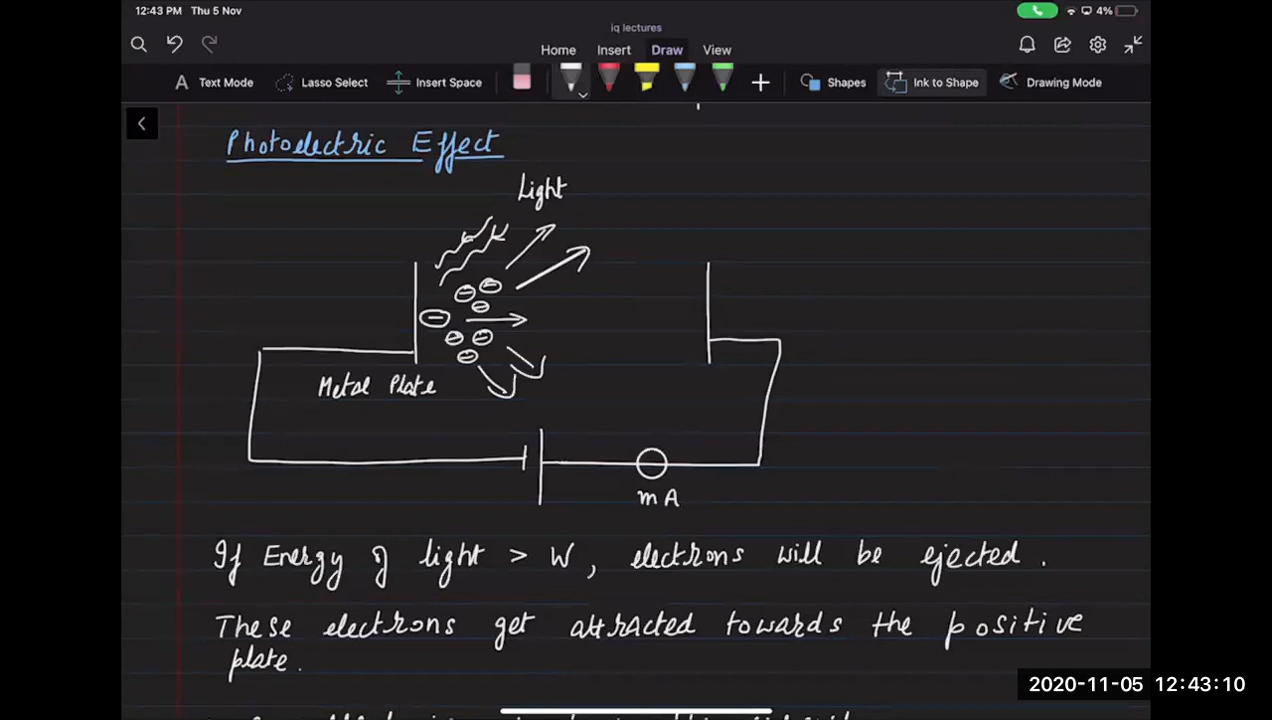 12:43 PM Thu 5 Nov
4%
iq lectures
Home Insert Draw View
Text Mode Lasso Select Insert Space Shapes Ink to Shape Drawing Mode
Photoelectric Effect
Light
Metal Plate
mA
If Energy of light > W, electrons will be ejected.
These electrons get attracted towards the positive
plate.
2020-11-05 12:43:10